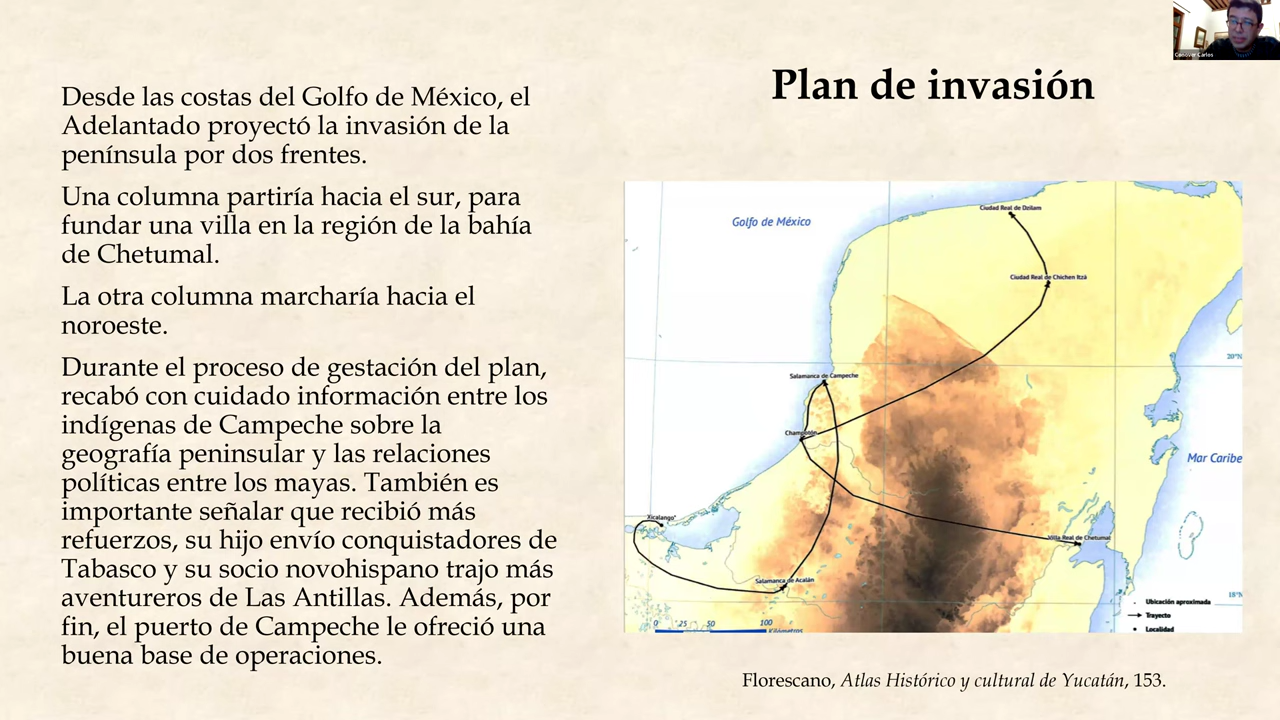 Conover Carlos
Plan de invasión
Desde las costas del Golfo de México, el
Adelantado proyectó la invasión de la
península por dos frentes.
Una columna partiría hacia el sur, para
fundar una villa en la región de la bahía
de Chetumal.
La otra columna marcharía hacia el
noroeste.
Durante el proceso de gestación del plan,
recabó con cuidado información entre los
indígenas de Campeche sobre la
geografía peninsular y las relaciones
políticas entre los mayas. También es
importante señalar que recibió más
refuerzos, su hijo envío conquistadores de
Tabasco y su socio novohispano trajo más
aventureros de Las Antillas. Además, por
fin, el puerto de Campeche le ofreció una
buena base de operaciones.
Golfo de México
Ciudad Real de Dzilam
Ciudad Real de Chichen Itzá
20°N
Salamanca de Campeche
Champotón
Mar Caribe
Xicalango*
Villa Real de Chetumal
Salamanca de Acalán
18°N
Ubicación aproximada
Trayecto
Localidad
0 25 50 100
Kilómetros
Florescano, Atlas Histórico y cultural de Yucatán, 153.